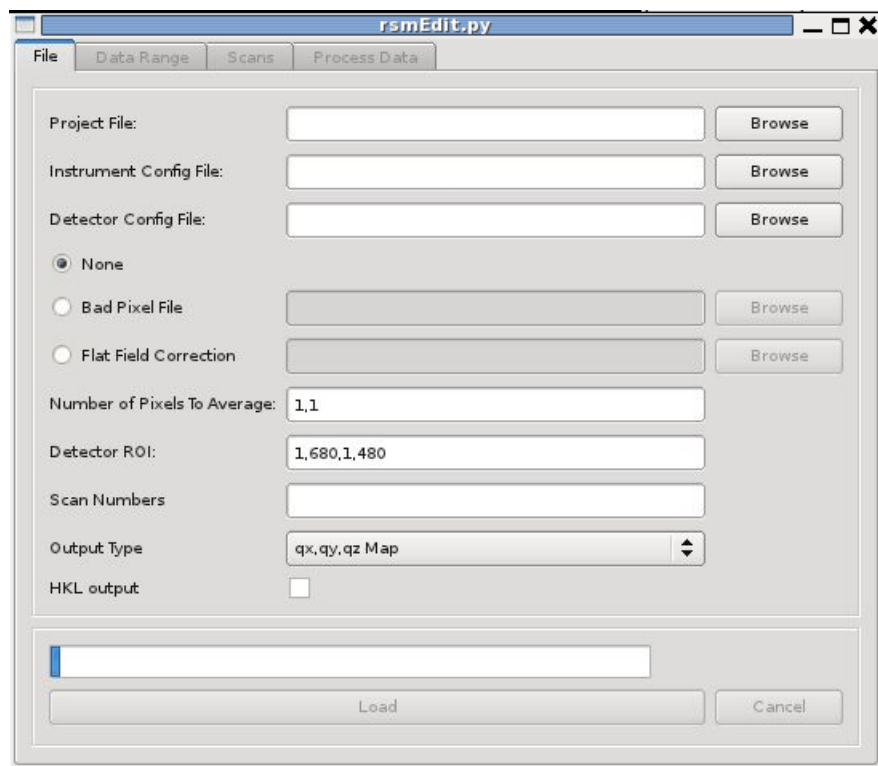 rsmEdit.py
File Data Range Scans Process Data
Project File: Browse
Instrument Config File: Browse
Detector Config File: Browse
None
Bad Pixel File Browse
Flat Field Correction Browse
Number of Pixels To Average: 1,1
Detector ROI: 1,680,1,480
Scan Numbers
Output Type qx,qy,qz Map
HKL output
Load Cancel